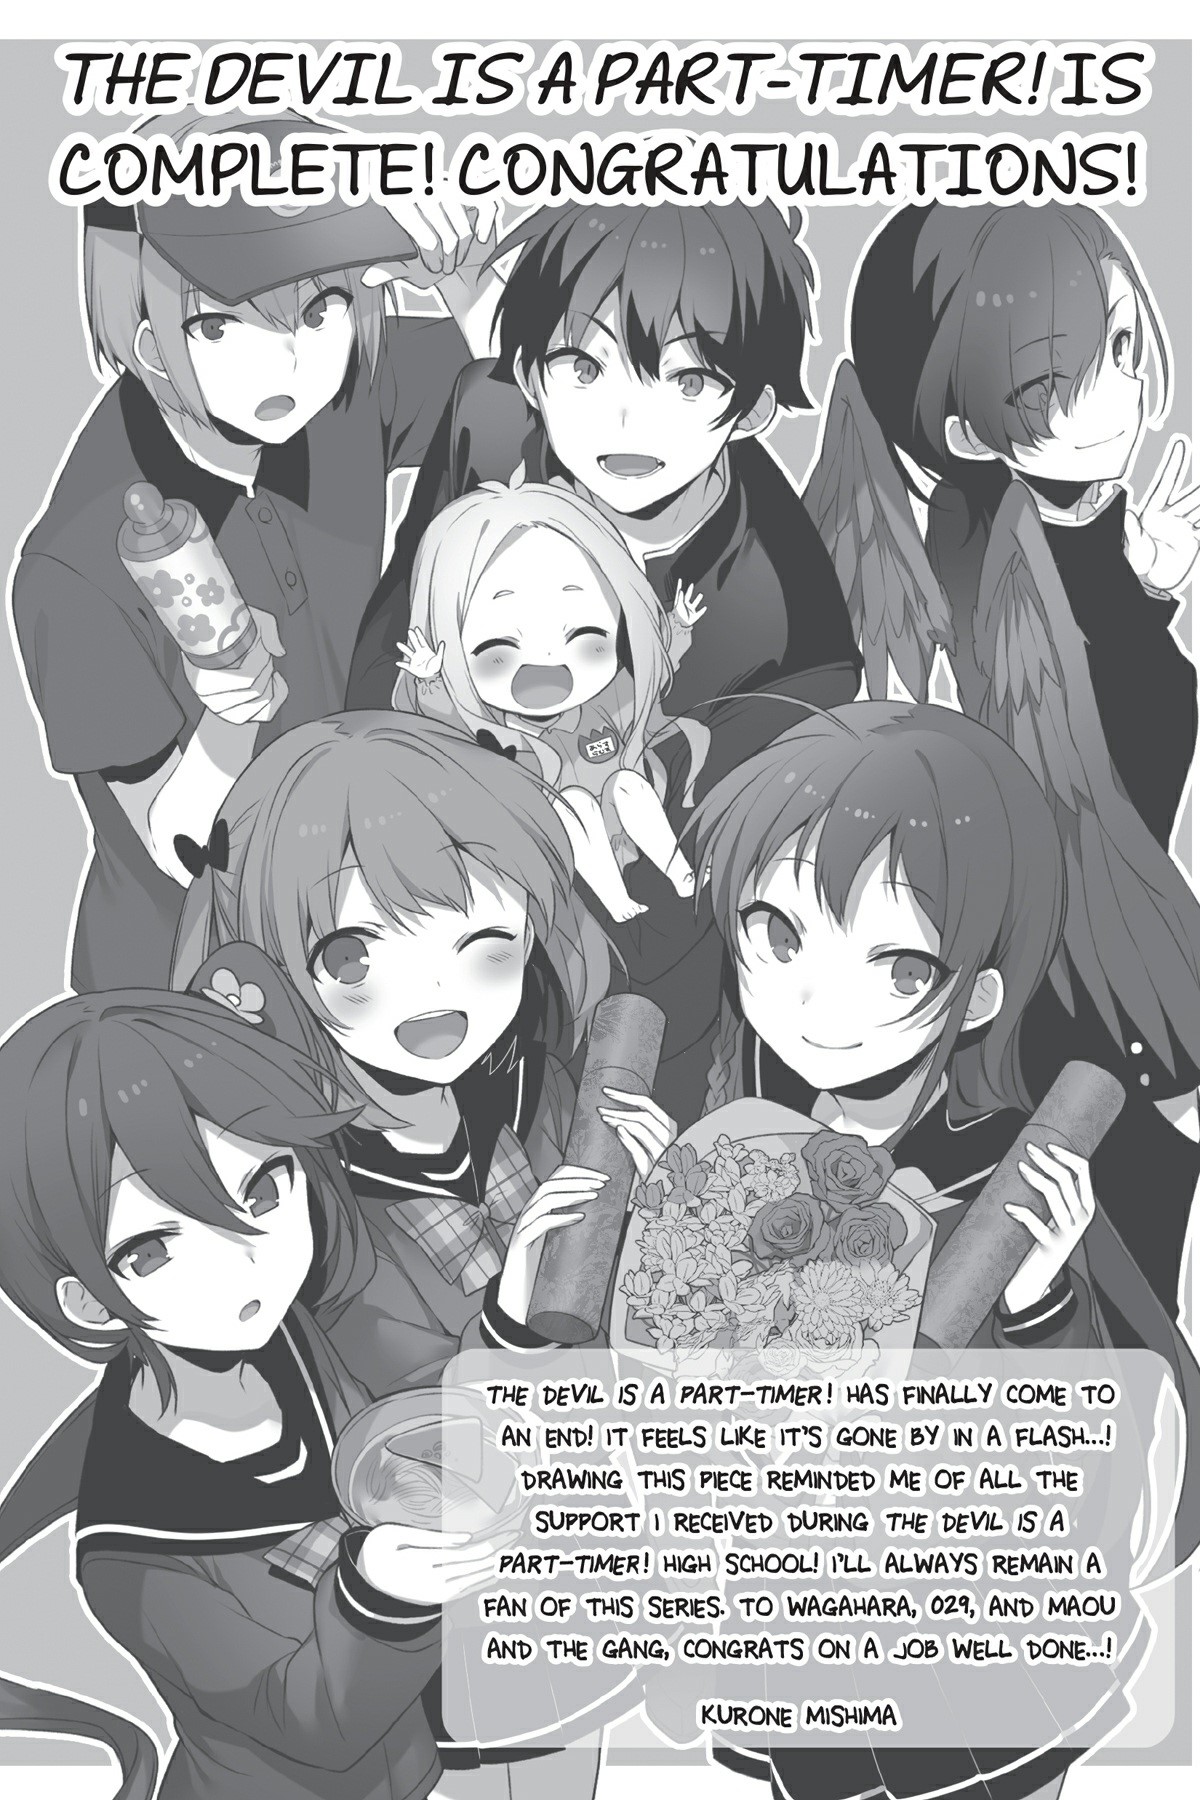 THE DEVIL IS A PART-TIMER! IS
COMPLETE! CONGRATULATIONS!
THE DEVIL IS A PART-TIMER! HAS FINALLY COME TO
AN END! IT FEELS LIKE IT'S GONE BY IN A FLASH...!
DRAWING THIS PIECE REMINDED ME OF ALL THE
SUPPORT I RECEIVED DURING THE DEVIL IS A
PART-TIMER! HIGH SCHOOL! I'LL ALWAYS REMAIN A
FAN OF THIS SERIES. TO WAGAHARA, 029, AND MAOU
AND THE GANG, CONGRATS ON A JOB WELL DONE...!
KURONE MISHIMA